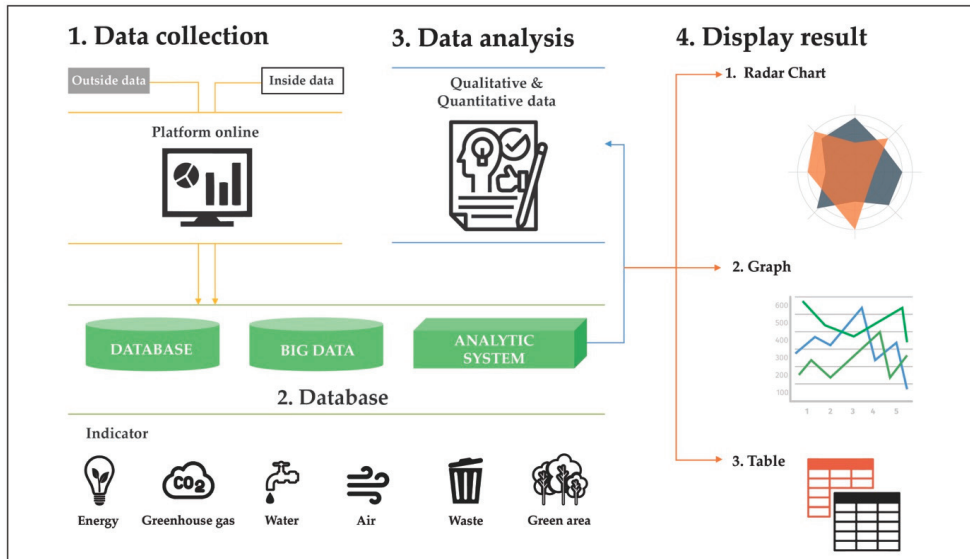 1. Data collection
Outside data
Inside data
Platform online
3. Data analysis
Qualitative &
Quantitative data
DATABASE
BIG DATA
ANALYTIC
SYSTEM
2. Database
Indicator
CO2
Energy
Greenhouse gas
Water
Air
Waste
Green area
4. Display result
1. Radar Chart
2. Graph
600
500
400
300
200
100
1 2 3 4 5
3. Table